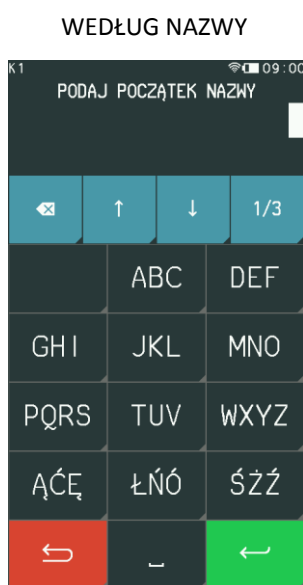 WEDŁUG NAZWY
K1 09:00
PODAJ POCZĄTEK NAZWY
↑ ↓ 1/3
ABC DEF
GHI JKL MNO
PQRS TUV WXYZ
ĄĆĘ ŁŃÓ ŚŻŹ